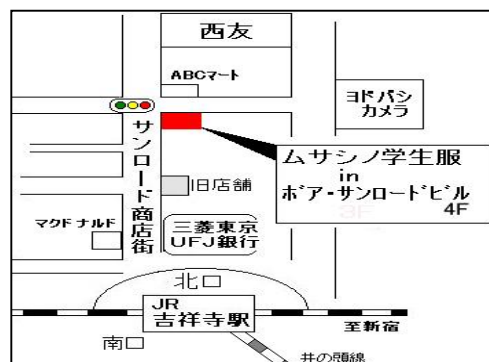 西友
ABCマート
ヨドバシ
カメラ
サンロード商店街
ムサシノ学生服
in
ボア・サンロードビル
4F
旧店舗
マクドナルド
三菱東京
UFJ銀行
北口
JR
吉祥寺駅
至新宿
南口
井の頭線